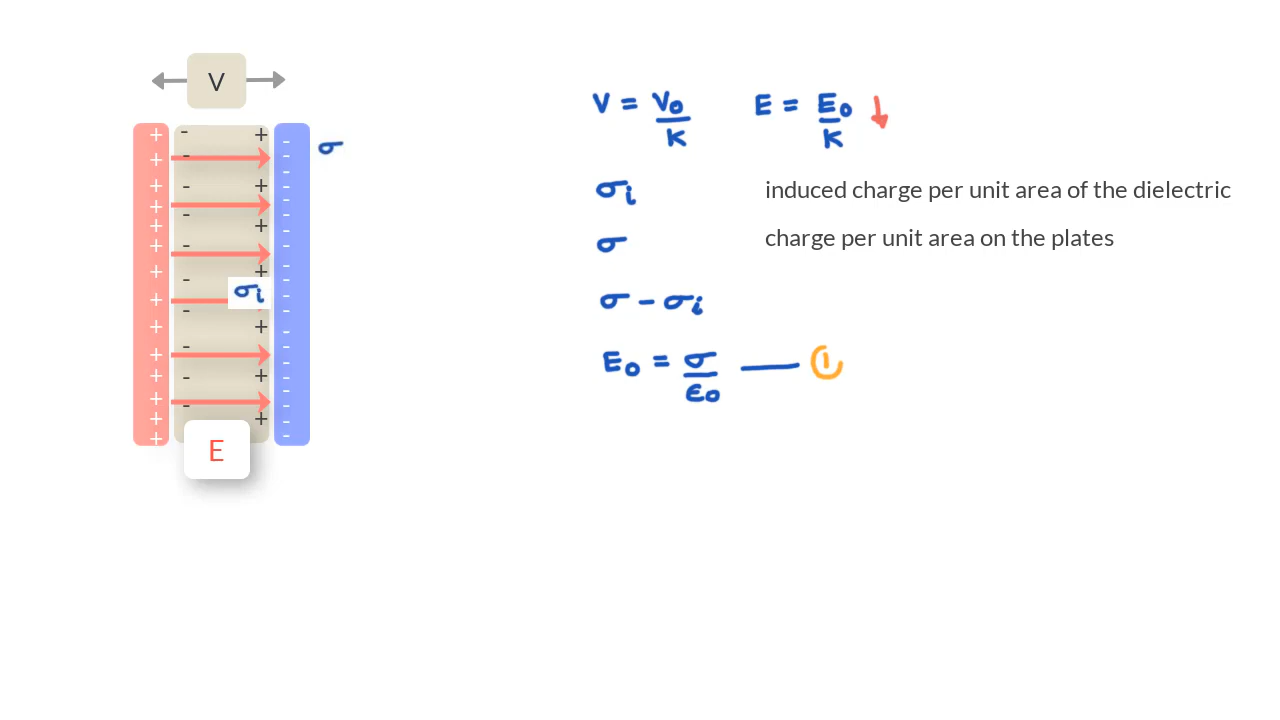 V
σ
σi
E
V = V₀/K E = E₀/K ↓
σi induced charge per unit area of the dielectric
σ charge per unit area on the plates
σ - σi
E₀ = σ/ε₀ —— ①